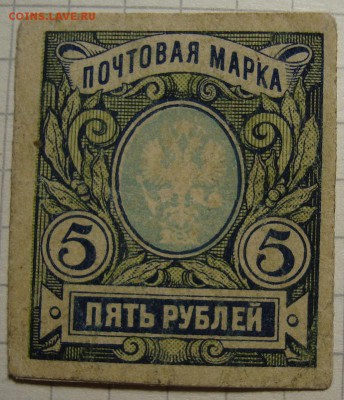 COINS.LAVE.RU
ПОЧТОВАЯ МАРКА
5 5
ПЯТЬ РУБЛЕЙ